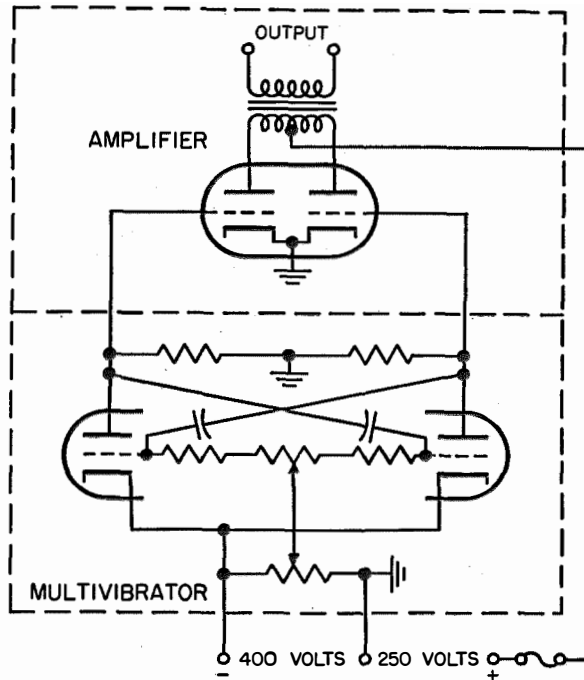 OUTPUT
AMPLIFIER
MULTIVIBRATOR
- 400 VOLTS 250 VOLTS +